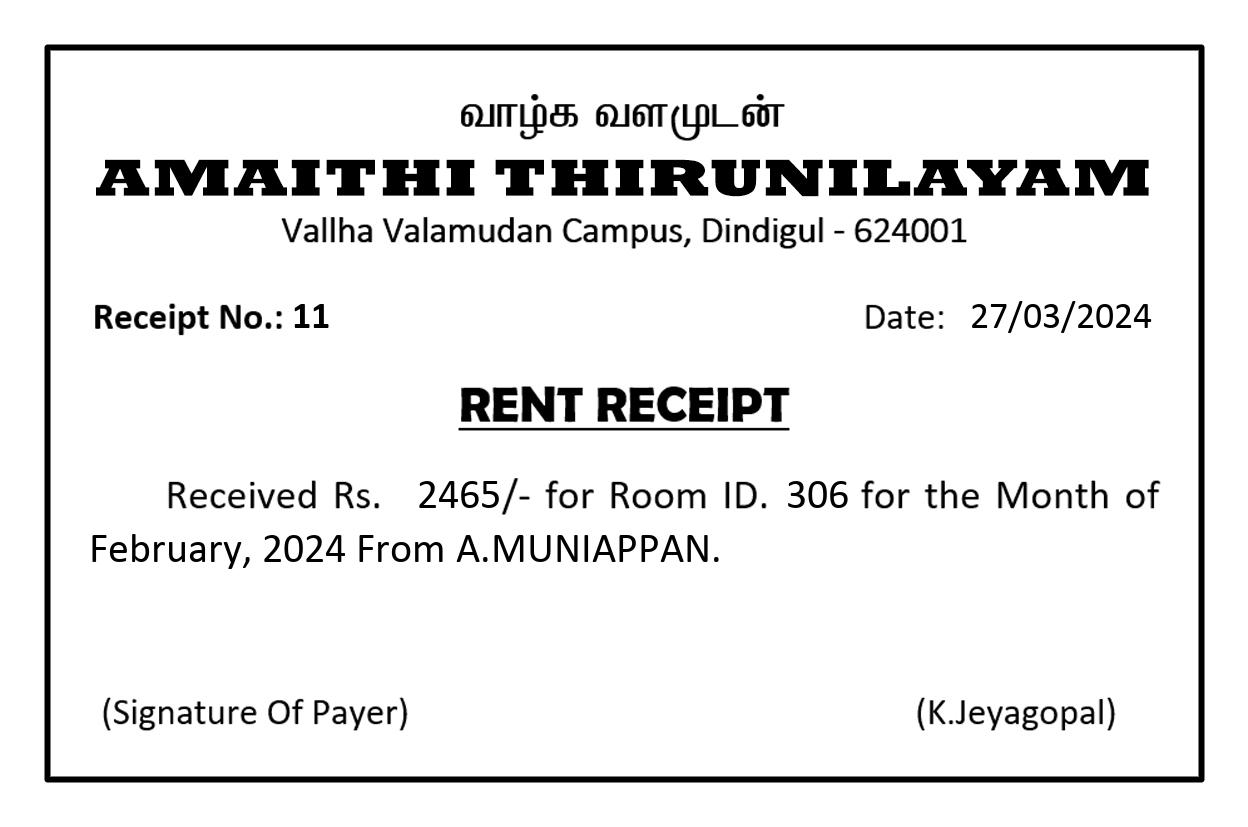 வாழ்க வளமுடன்
AMAITHI THIRUNILAYAM
Vallha Valamudan Campus, Dindigul - 624001
Receipt No.: 11 Date: 27/03/2024
RENT RECEIPT
Received Rs. 2465/- for Room ID. 306 for the Month of
February, 2024 From A.MUNIAPPAN.
(Signature Of Payer) (K.Jeyagopal)